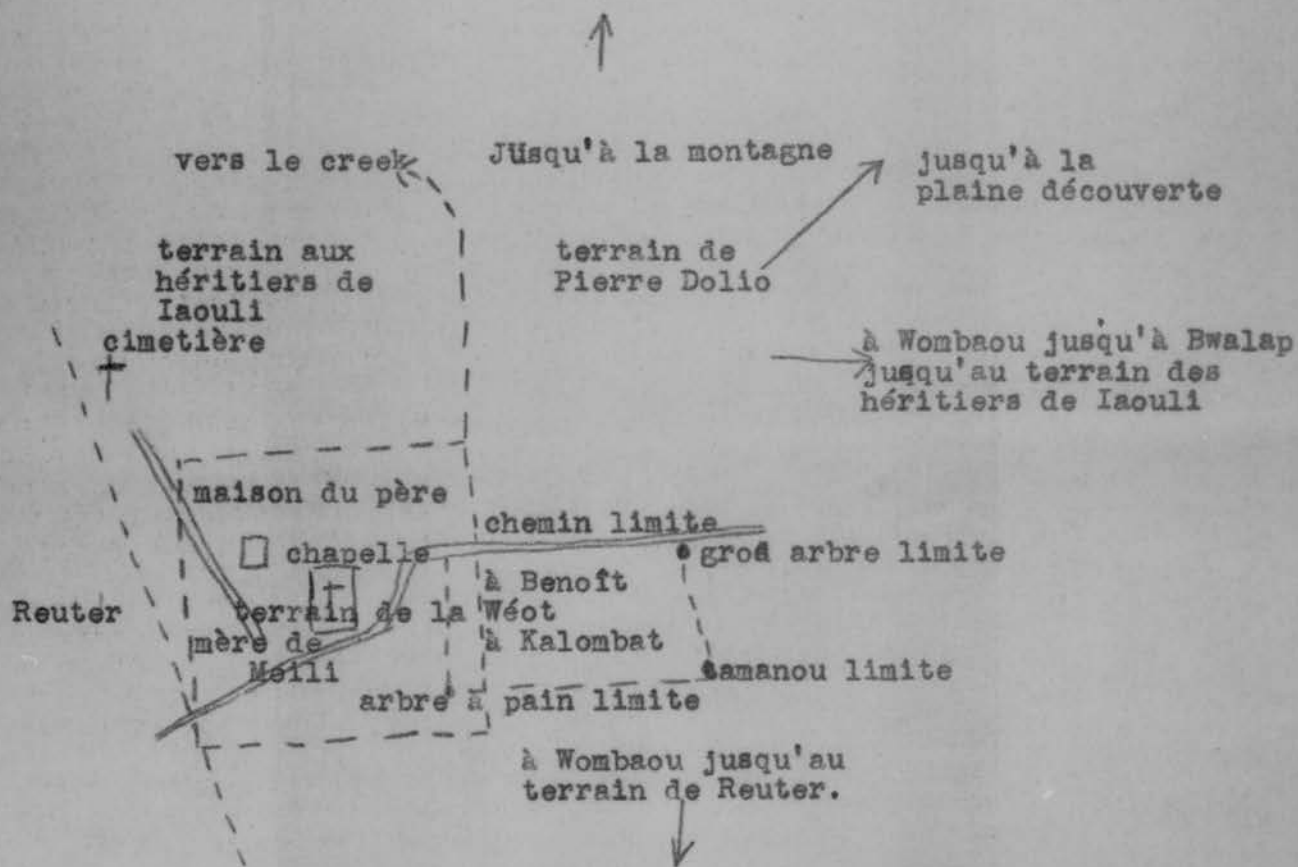 vers le creek
JUsqu'à la montagne
jusqu'à la
plaine découverte
terrain aux
héritiers de
Iaouli
cimetière
terrain de
Pierre Dolio
à Wombaou jusqu'à Bwalap
jusqu'au terrain des
héritiers de Iaouli
maison du père
chemin limite
chapelle
groa arbre limite
à Benoît
Wéot
à Kalombat
Reuter
terrain de la
mère de
Meili
tamanou limite
arbre à pain limite
à Wombaou jusqu'au
terrain de Reuter.